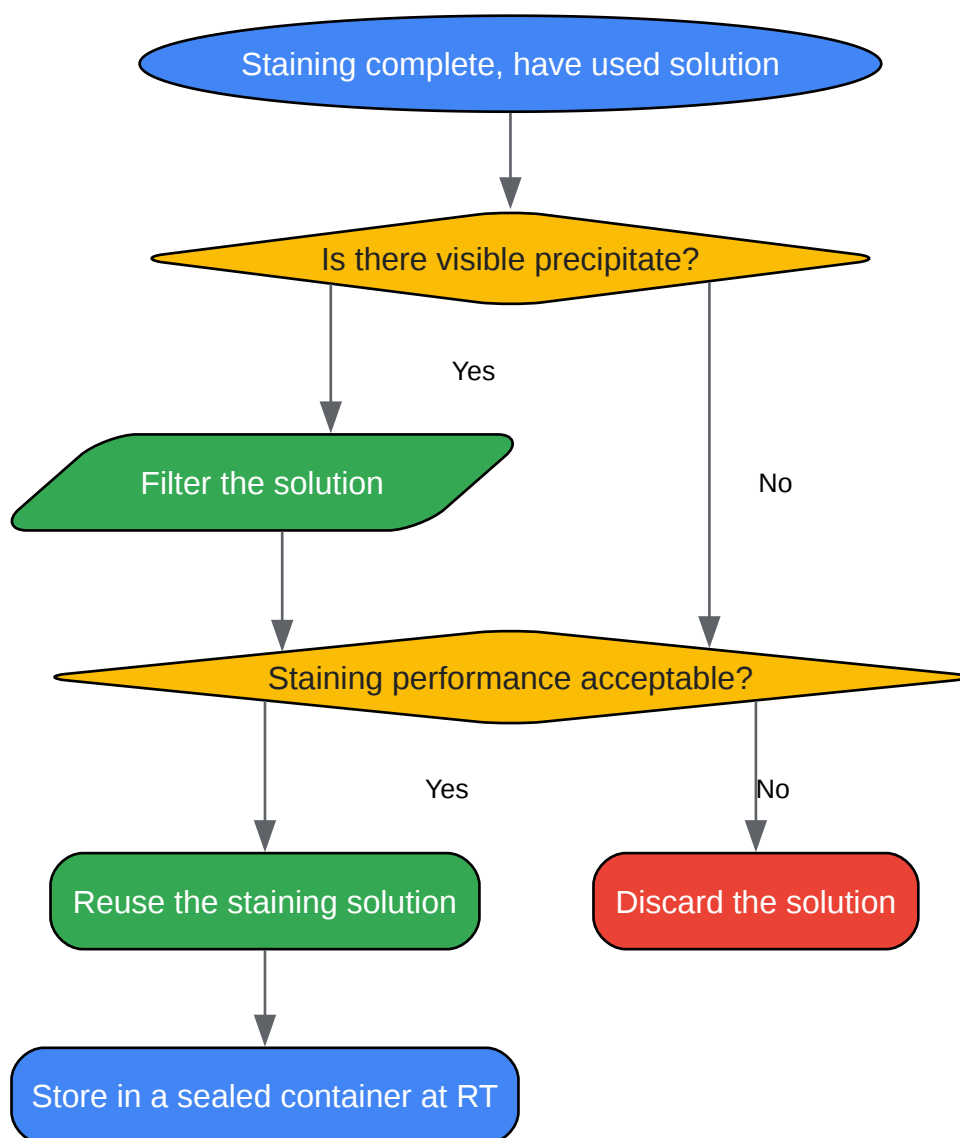 Staining complete, have used solution
Is there visible precipitate?
Yes
Filter the solution
No
Staining performance acceptable?
Yes
No
Reuse the staining solution
Discard the solution
Store in a sealed container at RT